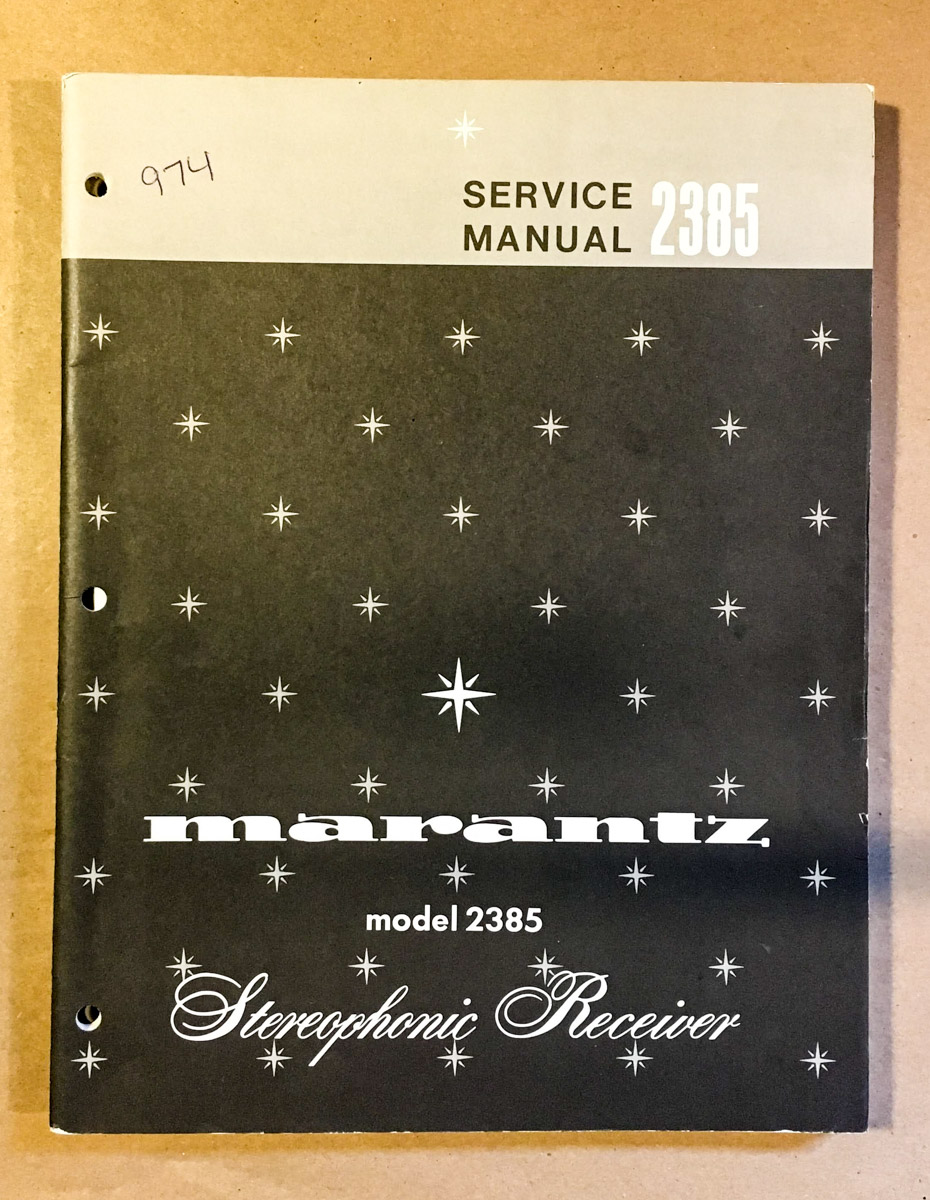 974
SERVICE
MANUAL 2385
marantz
model 2385
Stereophonic Receiver